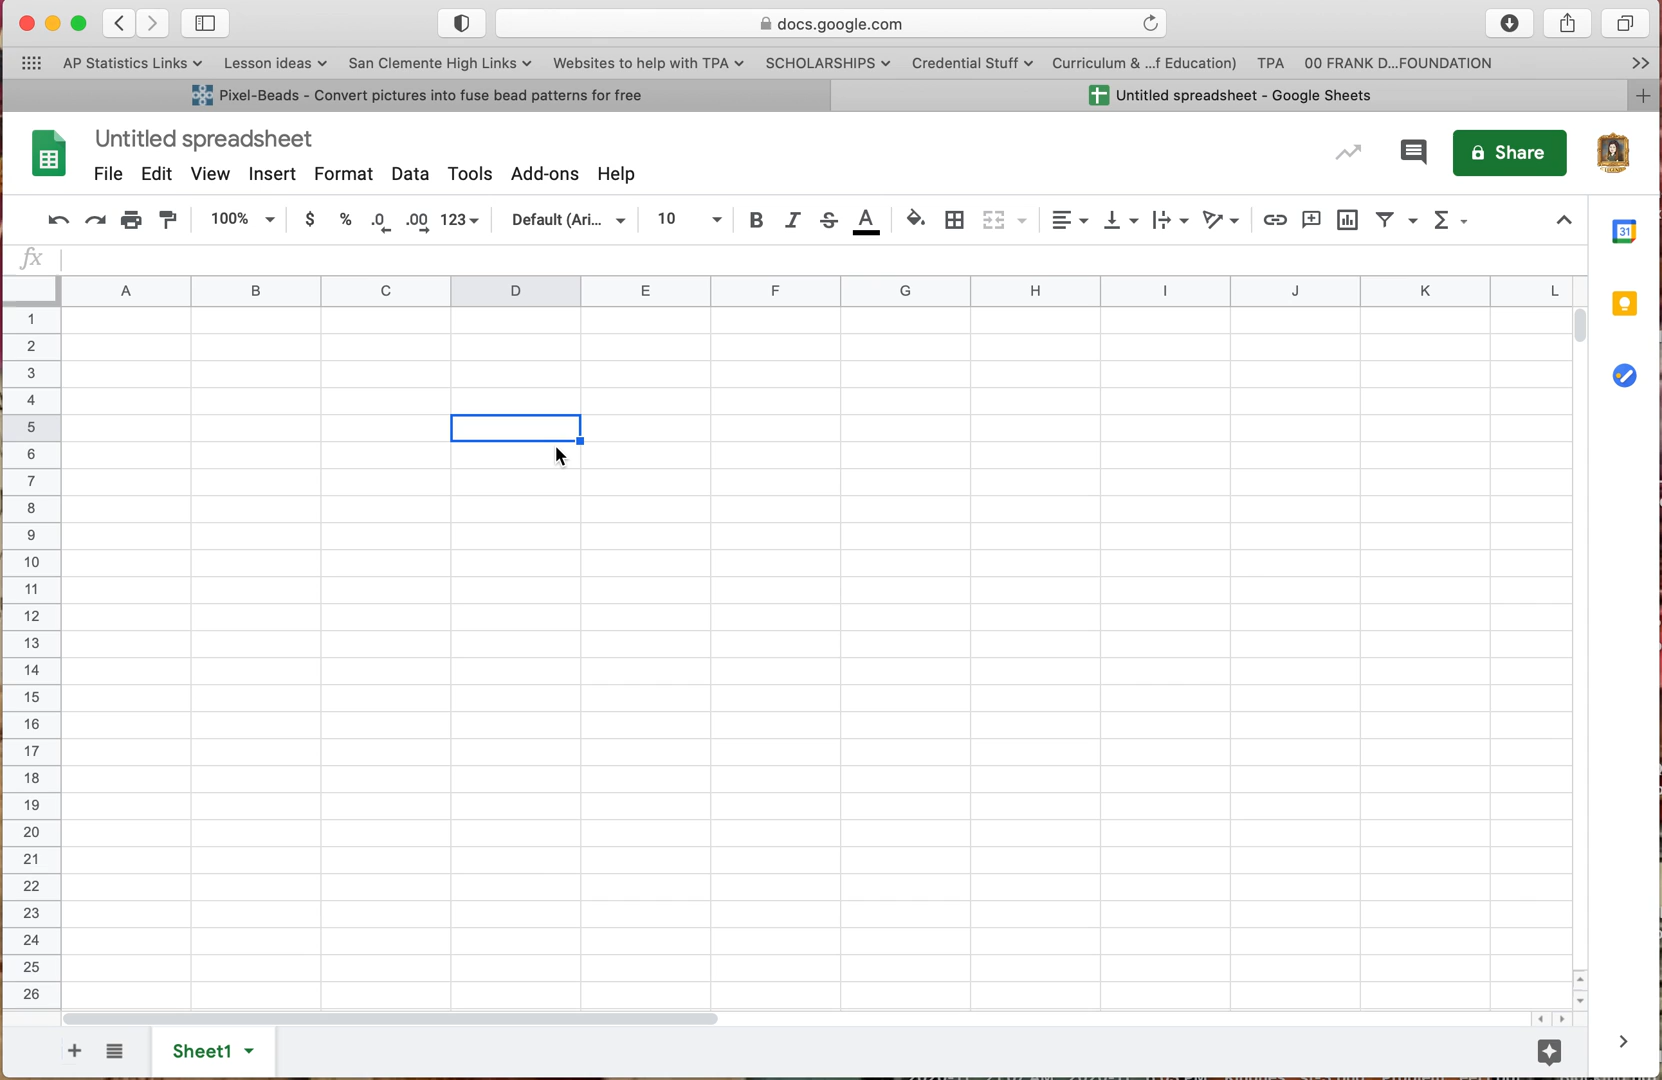 docs.google.com
AP Statistics Links Lesson ideas San Clemente High Links Websites to help with TPA SCHOLARSHIPS Credential Stuff Curriculum & ...f Education) TPA 00 FRANK D...FOUNDATION
Pixel-Beads - Convert pictures into fuse bead patterns for free Untitled spreadsheet - Google Sheets
Untitled spreadsheet
File Edit View Insert Format Data Tools Add-ons Help
Share
100% $ % .0 .00 123 Default (Ari... 10 B I S A
31
fx
A B C D E F G H I J K L
1
2
3
4
5
6
7
8
9
10
11
12
13
14
15
16
17
18
19
20
21
22
23
24
25
26
Sheet1